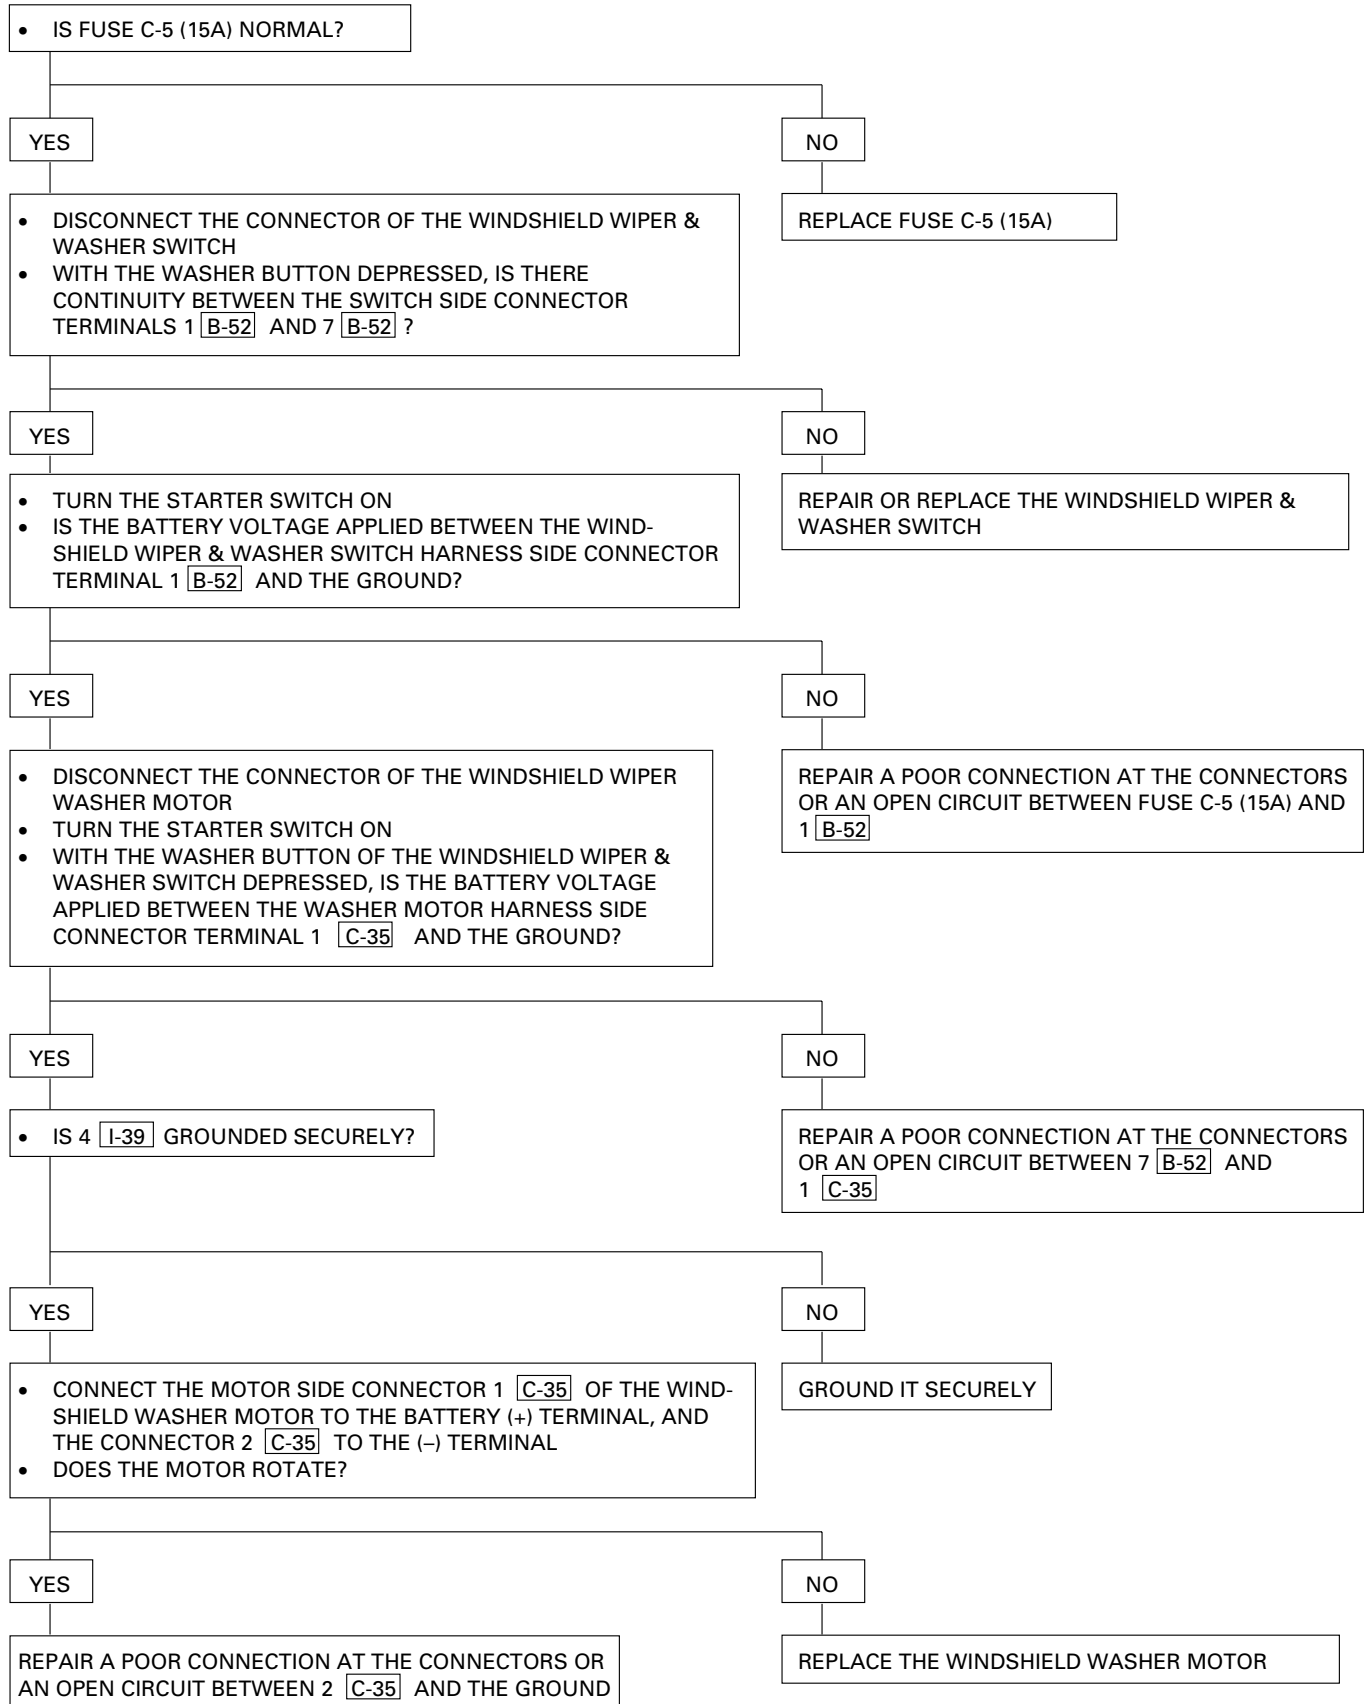 • IS FUSE C-5 (15A) NORMAL?
YES
NO
• DISCONNECT THE CONNECTOR OF THE WINDSHIELD WIPER &
WASHER SWITCH
• WITH THE WASHER BUTTON DEPRESSED, IS THERE
CONTINUITY BETWEEN THE SWITCH SIDE CONNECTOR
TERMINALS 1 B-52 AND 7 B-52 ?
REPLACE FUSE C-5 (15A)
YES
NO
• TURN THE STARTER SWITCH ON
• IS THE BATTERY VOLTAGE APPLIED BETWEEN THE WIND-
SHIELD WIPER & WASHER SWITCH HARNESS SIDE CONNECTOR
TERMINAL 1 B-52 AND THE GROUND?
REPAIR OR REPLACE THE WINDSHIELD WIPER &
WASHER SWITCH
YES
NO
• DISCONNECT THE CONNECTOR OF THE WINDSHIELD WIPER
WASHER MOTOR
• TURN THE STARTER SWITCH ON
• WITH THE WASHER BUTTON OF THE WINDSHIELD WIPER &
WASHER SWITCH DEPRESSED, IS THE BATTERY VOLTAGE
APPLIED BETWEEN THE WASHER MOTOR HARNESS SIDE
CONNECTOR TERMINAL 1 C-35 AND THE GROUND?
REPAIR A POOR CONNECTION AT THE CONNECTORS
OR AN OPEN CIRCUIT BETWEEN FUSE C-5 (15A) AND
1 B-52
YES
NO
• IS 4 I-39 GROUNDED SECURELY?
REPAIR A POOR CONNECTION AT THE CONNECTORS
OR AN OPEN CIRCUIT BETWEEN 7 B-52 AND
1 C-35
YES
NO
• CONNECT THE MOTOR SIDE CONNECTOR 1 C-35 OF THE WIND-
SHIELD WASHER MOTOR TO THE BATTERY (+) TERMINAL, AND
THE CONNECTOR 2 C-35 TO THE (–) TERMINAL
• DOES THE MOTOR ROTATE?
GROUND IT SECURELY
YES
NO
REPAIR A POOR CONNECTION AT THE CONNECTORS OR
AN OPEN CIRCUIT BETWEEN 2 C-35 AND THE GROUND
REPLACE THE WINDSHIELD WASHER MOTOR